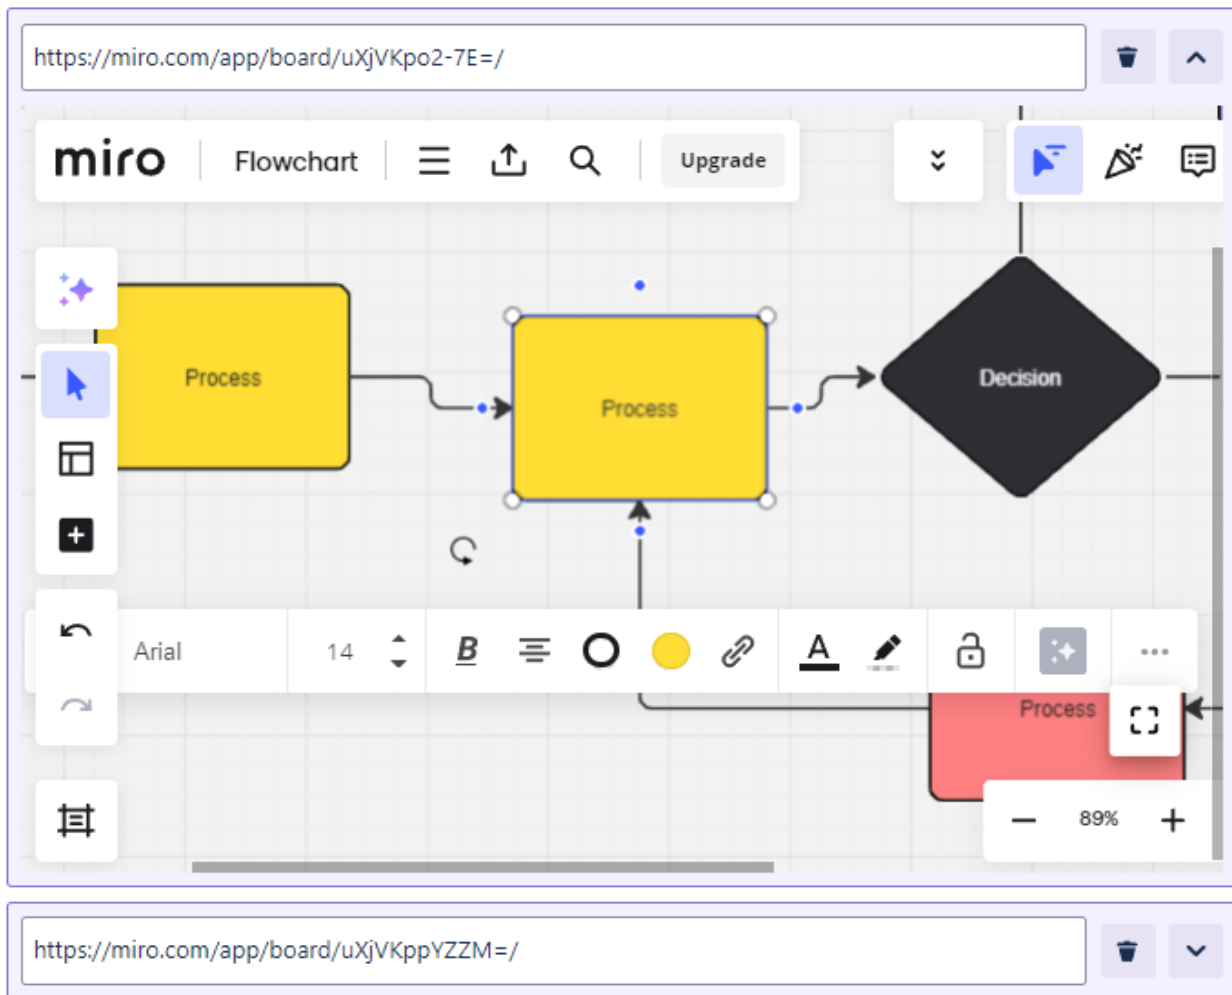 https://miro.com/app/board/uXjVKpo2-7E=/
miro Flowchart Upgrade
Process
Process
Decision
Arial 14 B A
Process
89%
https://miro.com/app/board/uXjVKppYZZM=/